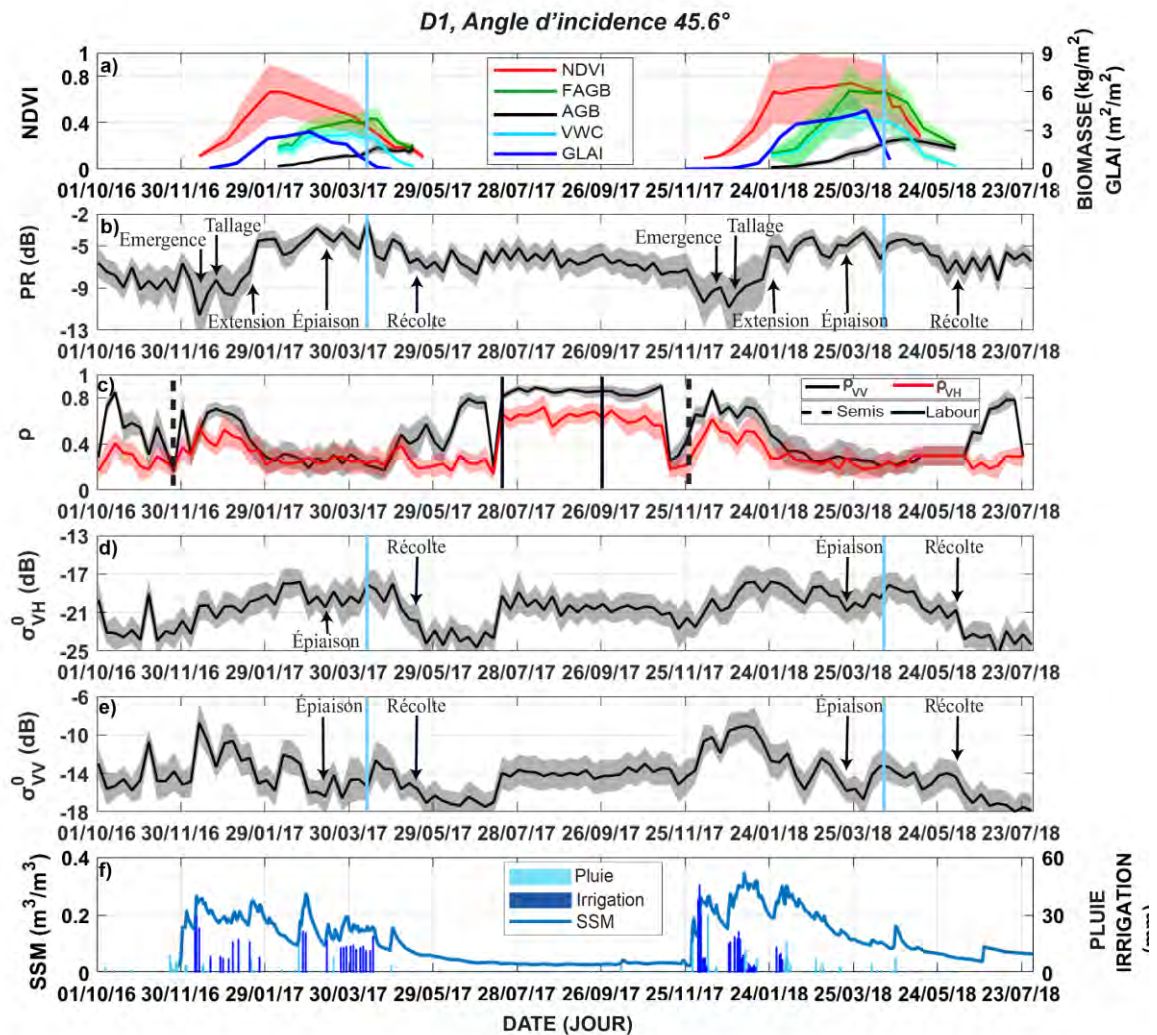 D1, Angle d'incidence 45.6°
a)
NDVI
1
0.8
0.4
0
NDVI
FAGB
AGB
VWC
GLAI
9
6
3
0
BIOMASSE (kg/m²)
GLAI (m²/m²)
01/10/16 30/11/16 29/01/17 30/03/17 29/05/17 28/07/17 26/09/17 25/11/17 24/01/18 25/03/18 24/05/18 23/07/18
b)
PR (dB)
-2
-5
-9
-13
Emergence Tallage Emergence Tallage
Extension Épiaison Récolte Extension Épiaison Récolte
01/10/16 30/11/16 29/01/17 30/03/17 29/05/17 28/07/17 26/09/17 25/11/17 24/01/18 25/03/18 24/05/18 23/07/18
c)
ρ
1
0.8
0.4
0
ρVV ρVH
Semis Labour
01/10/16 30/11/16 29/01/17 30/03/17 29/05/17 28/07/17 26/09/17 25/11/17 24/01/18 25/03/18 24/05/18 23/07/18
d)
σ⁰VH (dB)
-13
-17
-21
-25
Récolte Épiaison Récolte
Épiaison
01/10/16 30/11/16 29/01/17 30/03/17 29/05/17 28/07/17 26/09/17 25/11/17 24/01/18 25/03/18 24/05/18 23/07/18
e)
σ⁰VV (dB)
-6
-10
-14
-18
Épiaison Récolte Épiaison Récolte
01/10/16 30/11/16 29/01/17 30/03/17 29/05/17 28/07/17 26/09/17 25/11/17 24/01/18 25/03/18 24/05/18 23/07/18
f)
SSM (m³/m³)
0.4
0.2
0
Pluie
Irrigation
SSM
60
30
0
PLUIE
IRRIGATION
(mm)
01/10/16 30/11/16 29/01/17 30/03/17 29/05/17 28/07/17 26/09/17 25/11/17 24/01/18 25/03/18 24/05/18 23/07/18
DATE (JOUR)